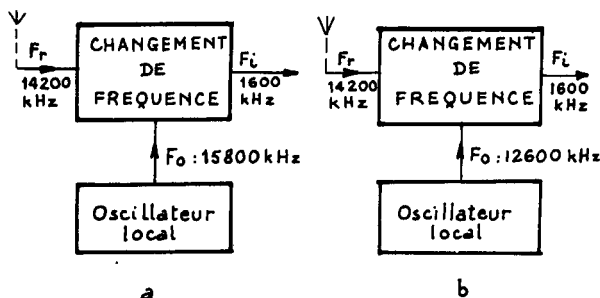 Fr
14200
kHz
CHANGEMENT
DE
FREQUENCE
Fi
1600
kHz
Fo : 15800 kHz
Oscillateur
local
a
Fr
14200
kHz
CHANGEMENT
DE
FREQUENCE
Fi
1600
kHz
Fo : 12600 kHz
Oscillateur
local
b